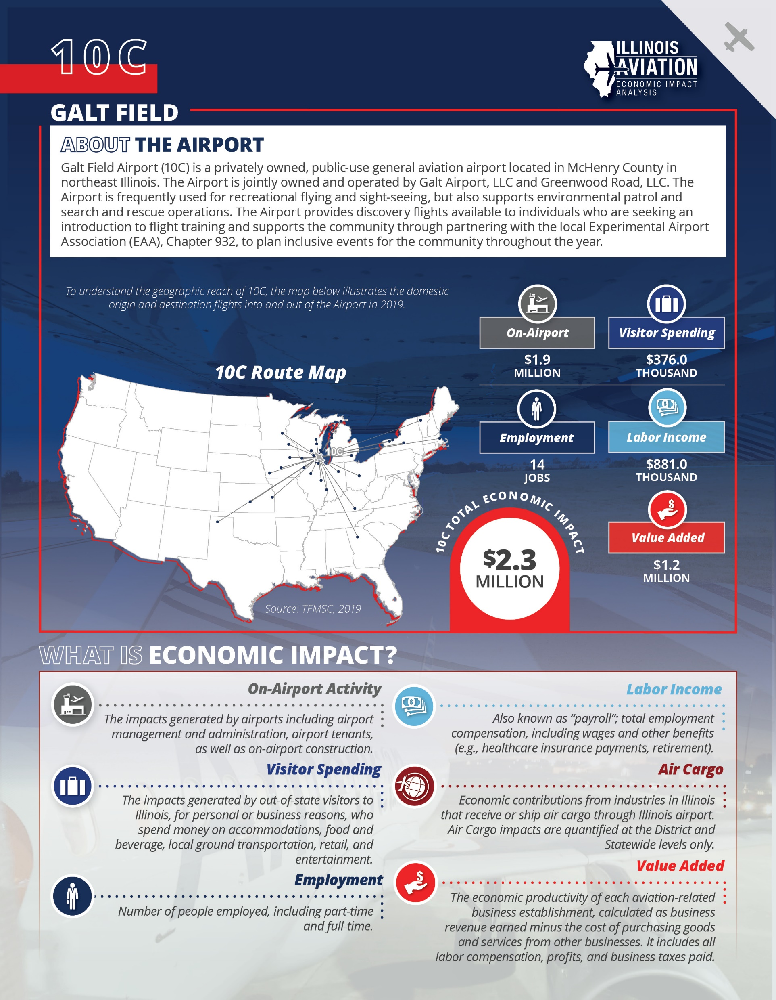 10C
ILLINOIS
AVIATION
ECONOMIC IMPACT
ANALYSIS
GALT FIELD
ABOUT THE AIRPORT
Galt Field Airport (10C) is a privately owned, public-use general aviation airport located in McHenry County in
northeast Illinois. The Airport is jointly owned and operated by Galt Airport, LLC and Greenwood Road, LLC. The
Airport is frequently used for recreational flying and sight-seeing, but also supports environmental patrol and
search and rescue operations. The Airport provides discovery flights available to individuals who are seeking an
introduction to flight training and supports the community through partnering with the local Experimental Airport
Association (EAA), Chapter 932, to plan inclusive events for the community throughout the year.
To understand the geographic reach of 10C, the map below illustrates the domestic
origin and destination flights into and out of the Airport in 2019.
10C Route Map
10C
Source: TFMSC, 2019
On-Airport
$1.9
MILLION
Visitor Spending
$376.0
THOUSAND
Employment
14
JOBS
Labor Income
$881.0
THOUSAND
10C TOTAL ECONOMIC IMPACT
$2.3
MILLION
Value Added
$1.2
MILLION
WHAT IS ECONOMIC IMPACT?
On-Airport Activity
The impacts generated by airports including airport
management and administration, airport tenants,
as well as on-airport construction.
Visitor Spending
The impacts generated by out-of-state visitors to
Illinois, for personal or business reasons, who
spend money on accommodations, food and
beverage, local ground transportation, retail, and
entertainment.
Employment
Number of people employed, including part-time
and full-time.
Labor Income
Also known as “payroll”; total employment
compensation, including wages and other benefits
(e.g., healthcare insurance payments, retirement).
Air Cargo
Economic contributions from industries in Illinois
that receive or ship air cargo through Illinois airport.
Air Cargo impacts are quantified at the District and
Statewide levels only.
Value Added
The economic productivity of each aviation-related
business establishment, calculated as business
revenue earned minus the cost of purchasing goods
and services from other businesses. It includes all
labor compensation, profits, and business taxes paid.